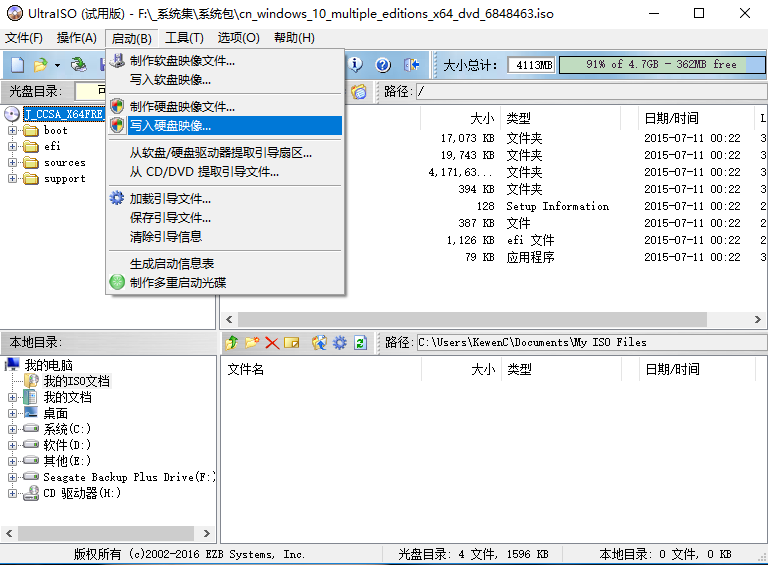 UltraISO (试用版) - F:\_系统集\系统包\cn_windows_10_multiple_editions_x64_dvd_6848463.iso
文件(F) 操作(A) 启动(B) 工具(T) 选项(O) 帮助(H)
大小总计: 4113MB 91% of 4.7GB - 362MB free
光盘目录: 可 路径: /
制作软盘映像文件...
写入软盘映像...
制作硬盘映像文件...
写入硬盘映像...
从软盘/硬盘驱动器提取引导扇区...
从 CD/DVD 提取引导文件...
加载引导文件...
保存引导文件...
清除引导信息
生成启动信息表
制作多重启动光碟
J_CCSA_X64FRE
boot
efi
sources
support
大小 类型 日期/时间 L
17,073 KB 文件夹 2015-07-11 00:22 3
19,743 KB 文件夹 2015-07-11 00:22 3
4,171,63... 文件夹 2015-07-11 00:22 3
394 KB 文件夹 2015-07-11 00:22 3
128 Setup Information 2015-07-11 00:22 2
387 KB 文件 2015-07-11 00:22 2
1,126 KB efi 文件 2015-07-11 00:22 2
79 KB 应用程序 2015-07-11 00:22 3
本地目录: 路径: C:\Users\KewenC\Documents\My ISO Files
我的电脑
我的ISO文档
我的文档
桌面
系统(C:)
软件(D:)
其他(E:)
Seagate Backup Plus Drive(F:)
CD 驱动器(H:)
文件名 大小 类型 日期/时间
版权所有 (c)2002-2016 EZB Systems, Inc. 光盘目录: 4 文件, 1596 KB 本地目录: 0 文件, 0 KB